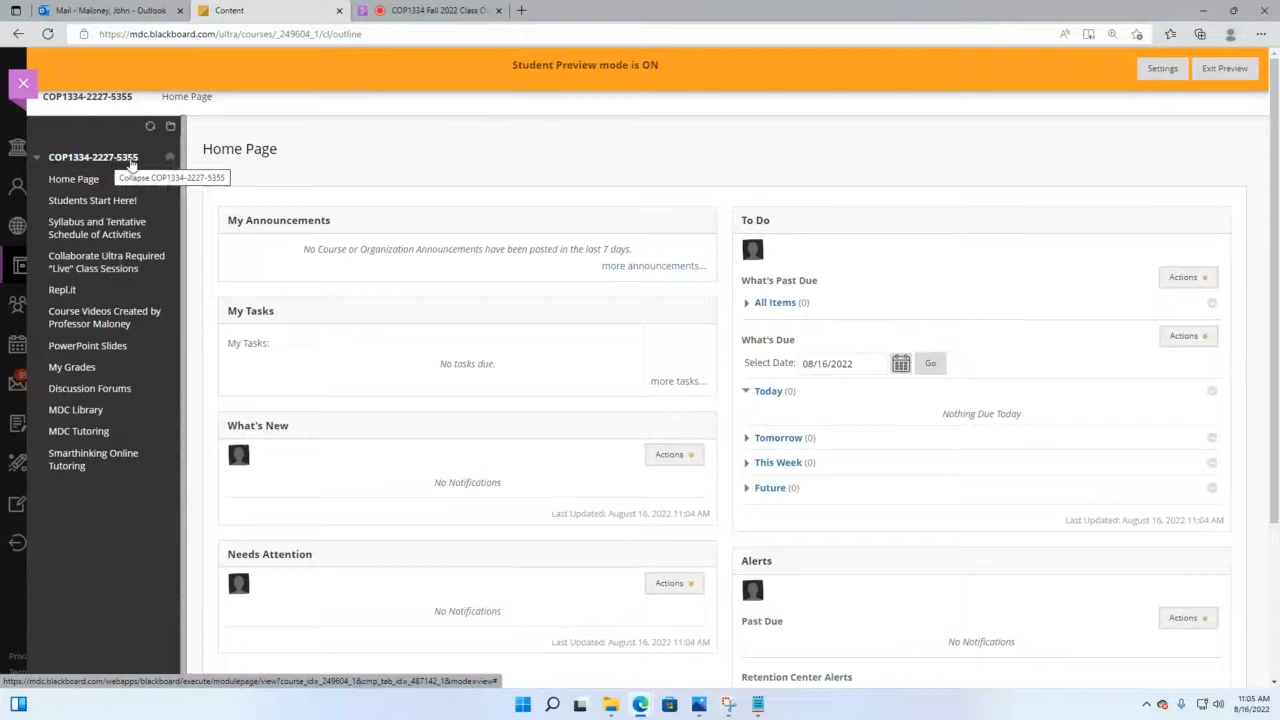 Mail - Maloney, John - Outlook
Content
COP1334 Fall 2022 Class O
https://mdc.blackboard.com/ultra/courses/_249604_1/cl/outline
Student Preview mode is ON
Settings
Exit Preview
COP1334-2227-5355
Home Page
COP1334-2227-5355
Collapse COP1334-2227-5355
Home Page
Students Start Here!
Syllabus and Tentative
Schedule of Activities
Collaborate Ultra Required
"Live" Class Sessions
Repl.it
Course Videos Created by
Professor Maloney
PowerPoint Slides
My Grades
Discussion Forums
MDC Library
MDC Tutoring
Smarthinking Online
Tutoring
Home Page
My Announcements
No Course or Organization Announcements have been posted in the last 7 days.
more announcements...
My Tasks
My Tasks:
No tasks due.
more tasks...
What's New
Actions
No Notifications
Last Updated: August 16, 2022 11:04 AM
Needs Attention
Actions
No Notifications
Last Updated: August 16, 2022 11:04 AM
To Do
What's Past Due
Actions
All Items (0)
What's Due
Actions
Select Date: 08/16/2022 Go
Today (0)
Nothing Due Today
Tomorrow (0)
This Week (0)
Future (0)
Last Updated: August 16, 2022 11:04 AM
Alerts
Past Due
Actions
No Notifications
Retention Center Alerts
https://mdc.blackboard.com/webapps/blackboard/execute/modulepage/view?course_id=_249604_1&cmp_tab_id=_487142_1&mode=view#
11:05 AM
8/16/2022